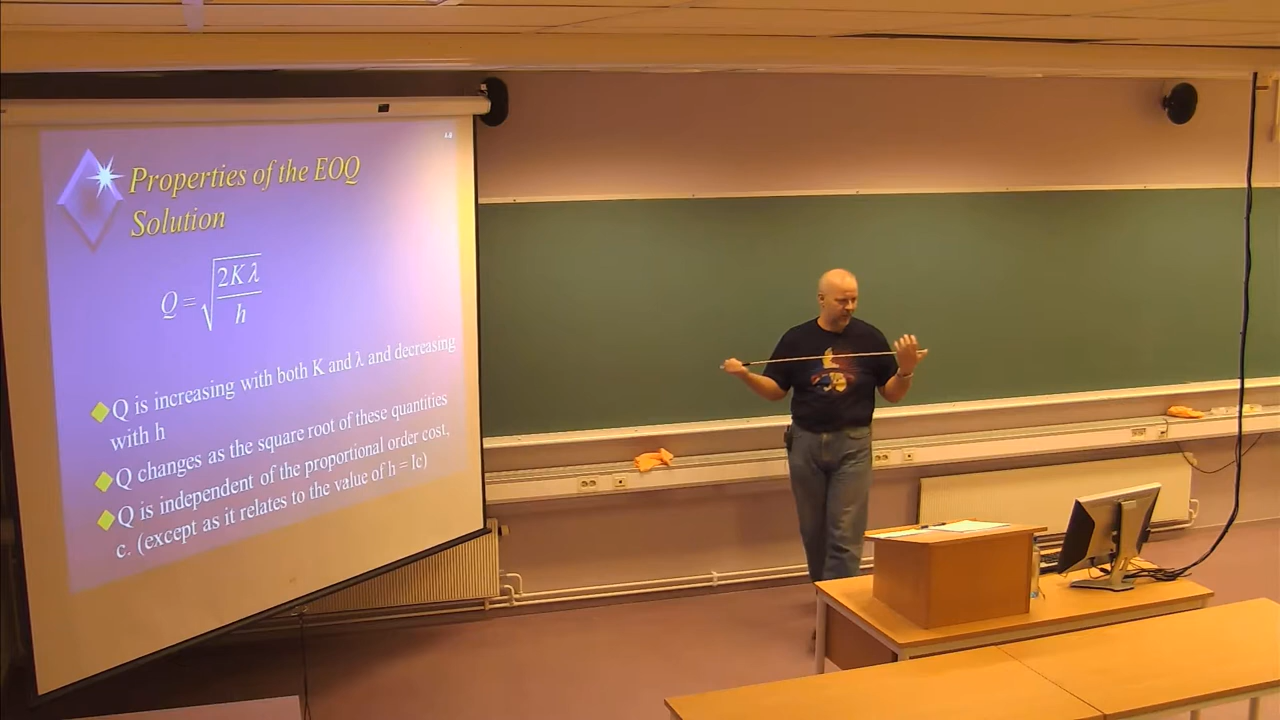 Properties of the EOQ
Solution
Q = √(2Kλ/h)
Q is increasing with both K and λ and decreasing
with h
Q changes as the square root of these quantities
Q is independent of the proportional order cost,
c. (except as it relates to the value of h = Ic)